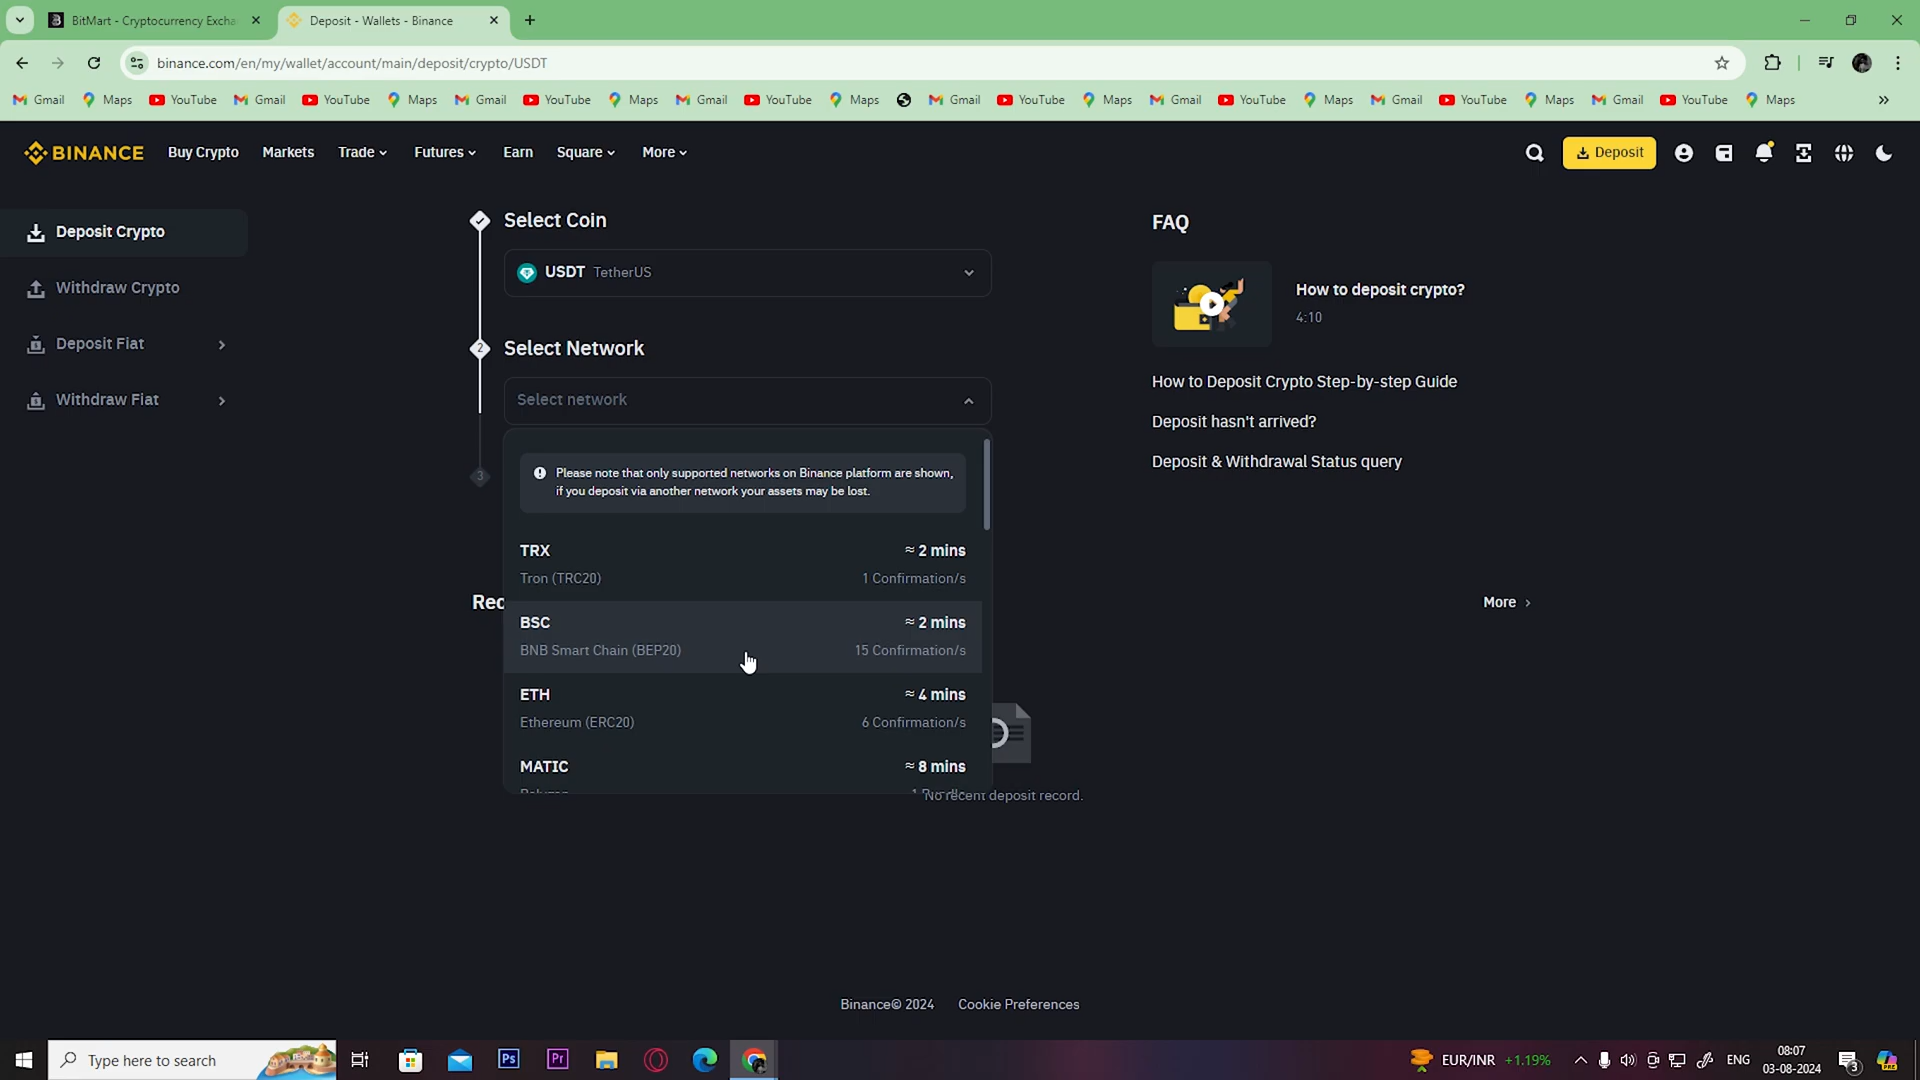 BitMart - Cryptocurrency Excha
Deposit - Wallets - Binance
binance.com/en/my/wallet/account/main/deposit/crypto/USDT
Gmail Maps YouTube Gmail YouTube Maps Gmail YouTube Maps Gmail YouTube Maps Gmail YouTube Maps Gmail YouTube Maps Gmail YouTube Maps Gmail YouTube Maps
BINANCE Buy Crypto Markets Trade Futures Earn Square More Deposit
Deposit Crypto
Withdraw Crypto
Deposit Fiat
Withdraw Fiat
Select Coin
USDT TetherUS
2 Select Network
Select network
3
Please note that only supported networks on Binance platform are shown,
if you deposit via another network your assets may be lost.
TRX ≈ 2 mins
Tron (TRC20) 1 Confirmation/s
BSC ≈ 2 mins
BNB Smart Chain (BEP20) 15 Confirmation/s
ETH ≈ 4 mins
Ethereum (ERC20) 6 Confirmation/s
MATIC ≈ 8 mins
Rec
More
No recent deposit record.
FAQ
How to deposit crypto?
4:10
How to Deposit Crypto Step-by-step Guide
Deposit hasn't arrived?
Deposit & Withdrawal Status query
Binance© 2024 Cookie Preferences
Type here to search
Ps
Pr
EUR/INR +1.19%
ENG
08:07
03-08-2024
3
PRE